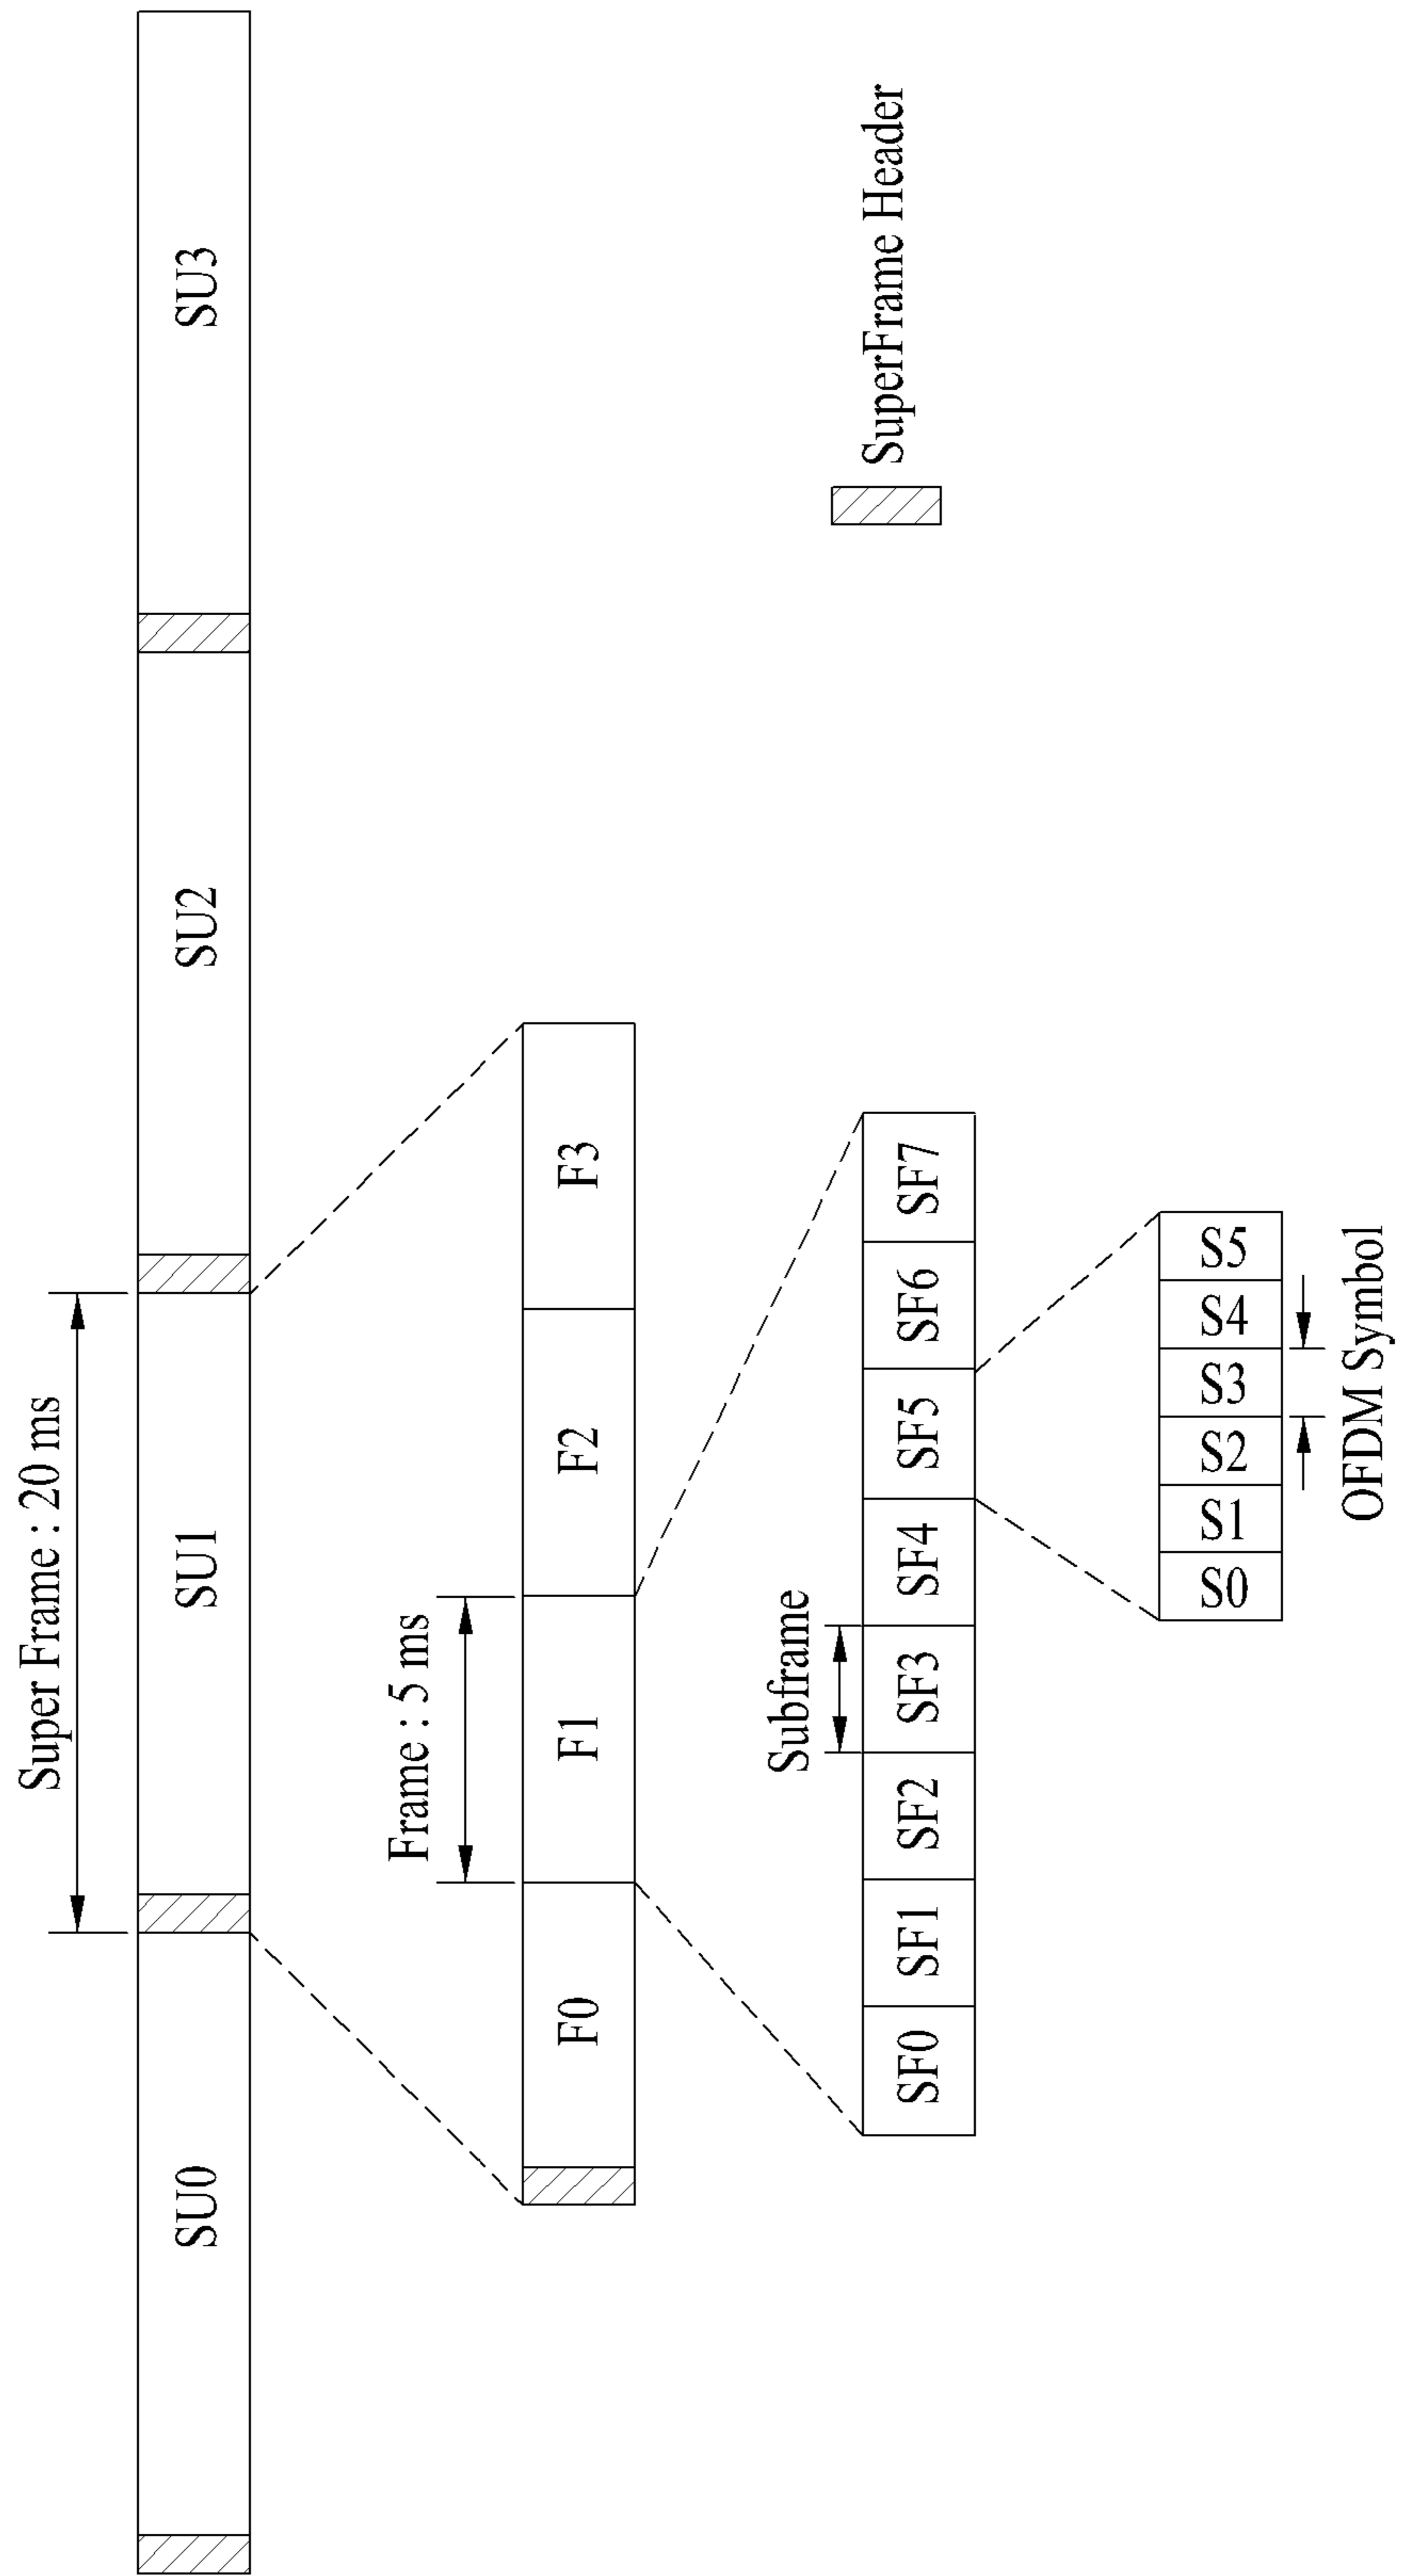 Super Frame : 20 ms
SU0
SU1
SU2
SU3
Frame : 5 ms
F0
F1
F2
F3
Subframe
SF0
SF1
SF2
SF3
SF4
SF5
SF6
SF7
SuperFrame Header
S0
S1
S2
S3
S4
S5
OFDM Symbol